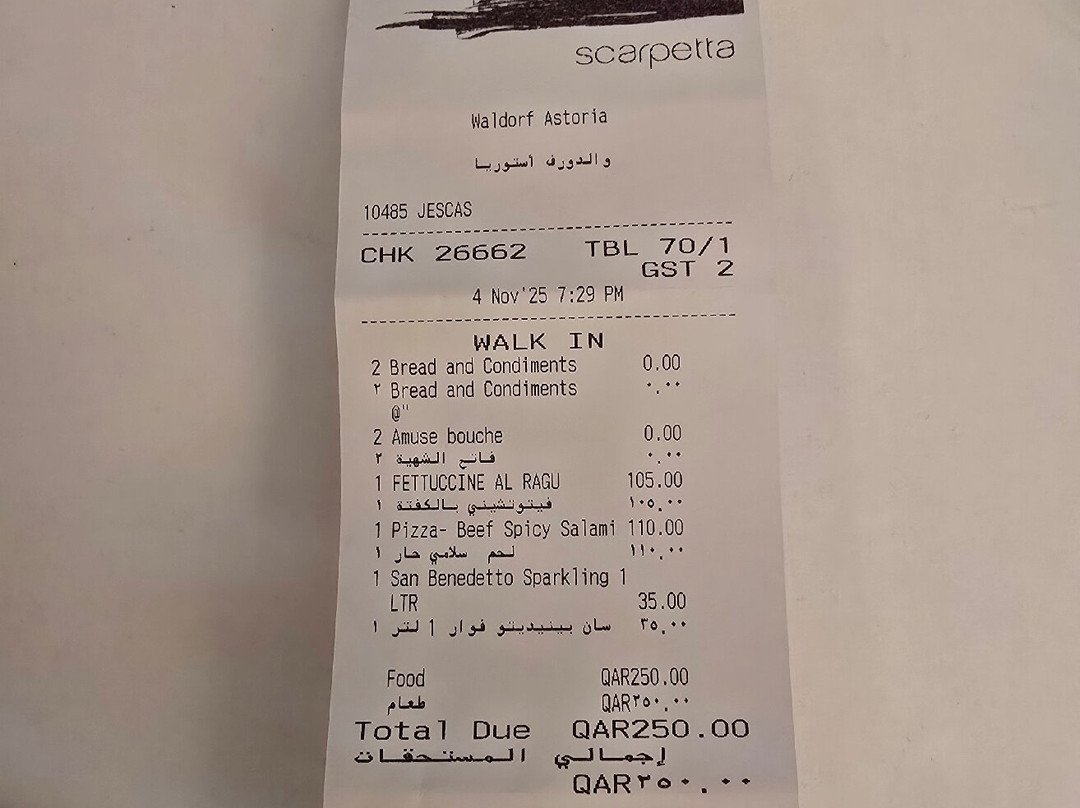 scarpetta
Waldorf Astoria
والدورف أستوريا
10485 JESCAS
CHK 26662 TBL 70/1
GST 2
4 Nov'25 7:29 PM
WALK IN
2 Bread and Condiments 0.00
٢ Bread and Condiments ٠.٠٠
@"
2 Amuse bouche 0.00
٢ فاتح الشهية ٠.٠٠
1 FETTUCCINE AL RAGU 105.00
١ فيتوتشيني بالكفتة ١٠٥.٠٠
1 Pizza- Beef Spicy Salami 110.00
١ لحم سلامي حار ١١٠.٠٠
1 San Benedetto Sparkling 1
LTR 35.00
١ سان بينيديتو فوار 1 لتر ٣٥.٠٠
Food QAR250.00
طعام QAR٢٥٠.٠٠
Total Due QAR250.00
إجمالي المستحقات
QAR٢٥٠.٠٠